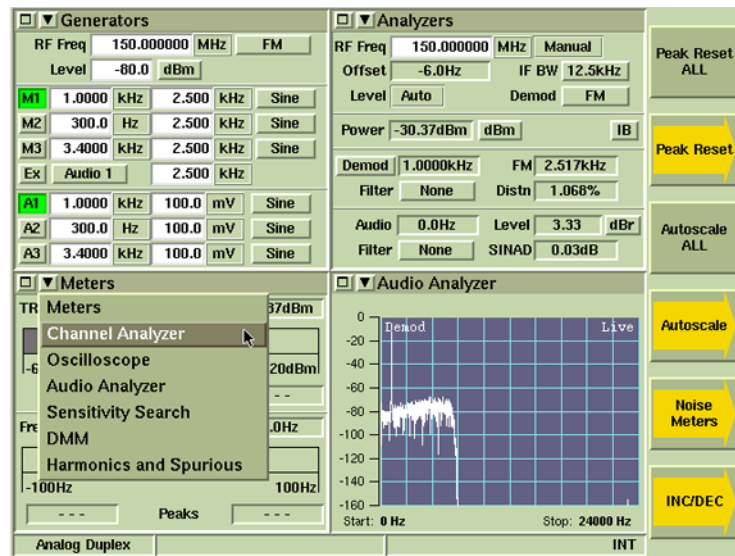 Generators
RF Freq 150.000000 MHz FM
Level -80.0 dBm
M1 1.0000 kHz 2.500 kHz Sine
M2 300.0 Hz 2.500 kHz Sine
M3 3.4000 kHz 2.500 kHz Sine
Ex Audio 1 2.500 kHz
A1 1.0000 kHz 100.0 mV Sine
A2 300.0 Hz 100.0 mV Sine
A3 3.4000 kHz 100.0 mV Sine
Analyzers
RF Freq 150.000000 MHz Manual
Offset -6.0Hz IF BW 12.5kHz
Level Auto Demod FM
Power -30.37dBm dBm IB
Demod 1.0000kHz FM 2.517kHz
Filter None Distn 1.068%
Audio 0.0Hz Level 3.33 dBr
Filter None SINAD 0.03dB
Meters
TR 37dBm
-6 20dBm
- -
Fre .0Hz
-100Hz 100Hz
- - - Peaks - - -
Meters
Channel Analyzer
Oscilloscope
Audio Analyzer
Sensitivity Search
DMM
Harmonics and Spurious
Audio Analyzer
Demod Live
0
-20
-40
-60
-80
-100
-120
-140
-160
Start: 0 Hz Stop: 24000 Hz
Peak Reset
ALL
Peak Reset
Autoscale
ALL
Autoscale
Noise
Meters
INC/DEC
Analog Duplex INT